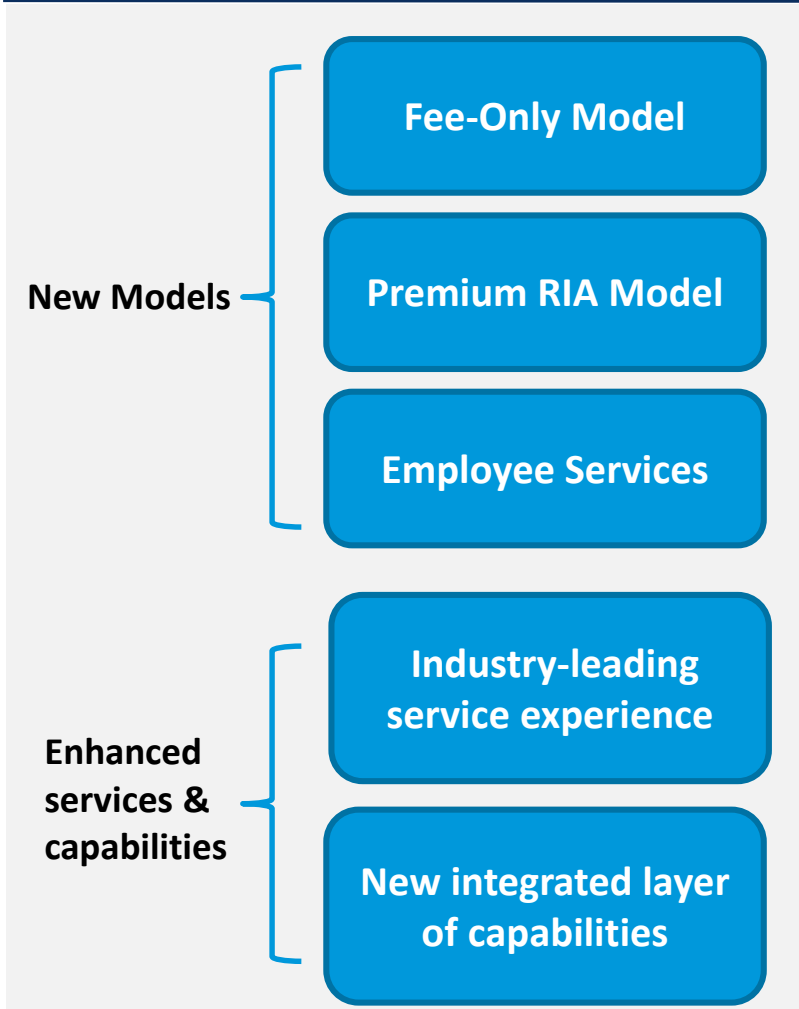 New Models
Fee-Only Model
Premium RIA Model
Employee Services
Enhanced
services &
capabilities
Industry-leading
service experience
New integrated layer
of capabilities